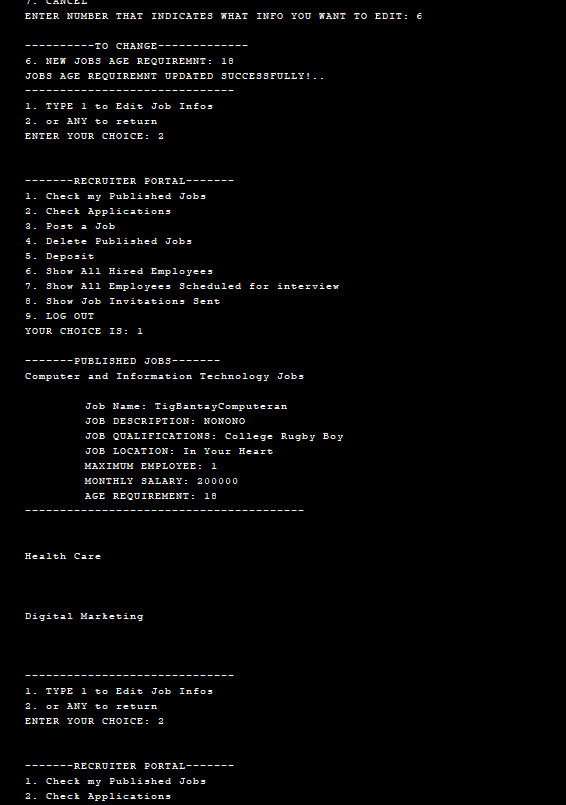 7. CANCEL
ENTER NUMBER THAT INDICATES WHAT INFO YOU WANT TO EDIT: 6
----------TO CHANGE-------------
6. NEW JOBS AGE REQUIREMNT: 18
JOBS AGE REQUIREMNT UPDATED SUCCESSFULLY!..
------------------------------
1. TYPE 1 to Edit Job Infos
2. or ANY to return
ENTER YOUR CHOICE: 2
-------RECRUITER PORTAL-------
1. Check my Published Jobs
2. Check Applications
3. Post a Job
4. Delete Published Jobs
5. Deposit
6. Show All Hired Employees
7. Show All Employees Scheduled for interview
8. Show Job Invitations Sent
9. LOG OUT
YOUR CHOICE IS: 1
-------PUBLISHED JOBS-------
Computer and Information Technology Jobs
Job Name: TigBantayComputeran
JOB DESCRIPTION: NONONO
JOB QUALIFICATIONS: College Rugby Boy
JOB LOCATION: In Your Heart
MAXIMUM EMPLOYEE: 1
MONTHLY SALARY: 200000
AGE REQUIREMENT: 18
----------------------------------------
Health Care
Digital Marketing
------------------------------
1. TYPE 1 to Edit Job Infos
2. or ANY to return
ENTER YOUR CHOICE: 2
-------RECRUITER PORTAL-------
1. Check my Published Jobs
2. Check Applications